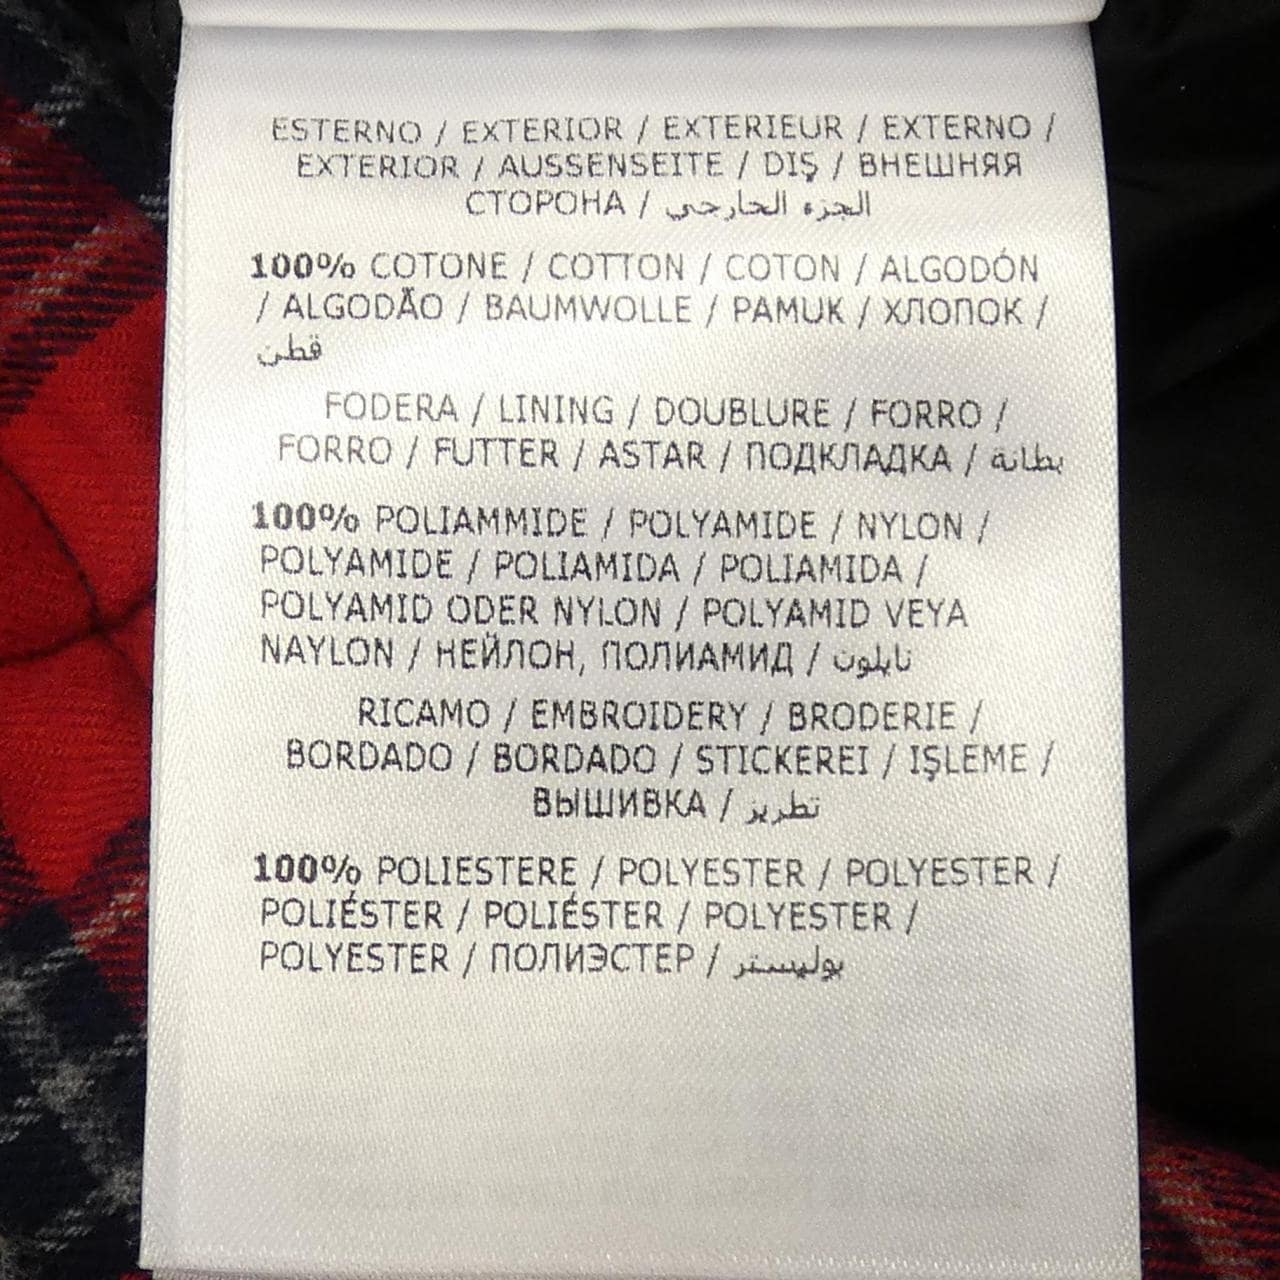 ESTERNO / EXTERIOR / EXTERIEUR / EXTERNO /
EXTERIOR / AUSSENSEITE / DIŞ / ВНЕШНЯЯ
СТОРОНА / الجزء الخارجي
100% COTONE / COTTON / COTON / ALGODÓN
/ ALGODÃO / BAUMWOLLE / PAMUK / ХЛОПОК /
قطن
FODERA / LINING / DOUBLURE / FORRO /
FORRO / FUTTER / ASTAR / ПОДКЛАДКА / بطانة
100% POLIAMMIDE / POLYAMIDE / NYLON /
POLYAMIDE / POLIAMIDA / POLIAMIDA /
POLYAMID ODER NYLON / POLYAMID VEYA
NAYLON / НЕЙЛОН, ПОЛИАМИД / نايلون
RICAMO / EMBROIDERY / BRODERIE /
BORDADO / BORDADO / STICKEREI / IŞLEME /
ВЫШИВКА / تطريز
100% POLIESTERE / POLYESTER / POLYESTER /
POLIÉSTER / POLIÉSTER / POLYESTER /
POLYESTER / ПОЛИЭСТЕР / بوليستر